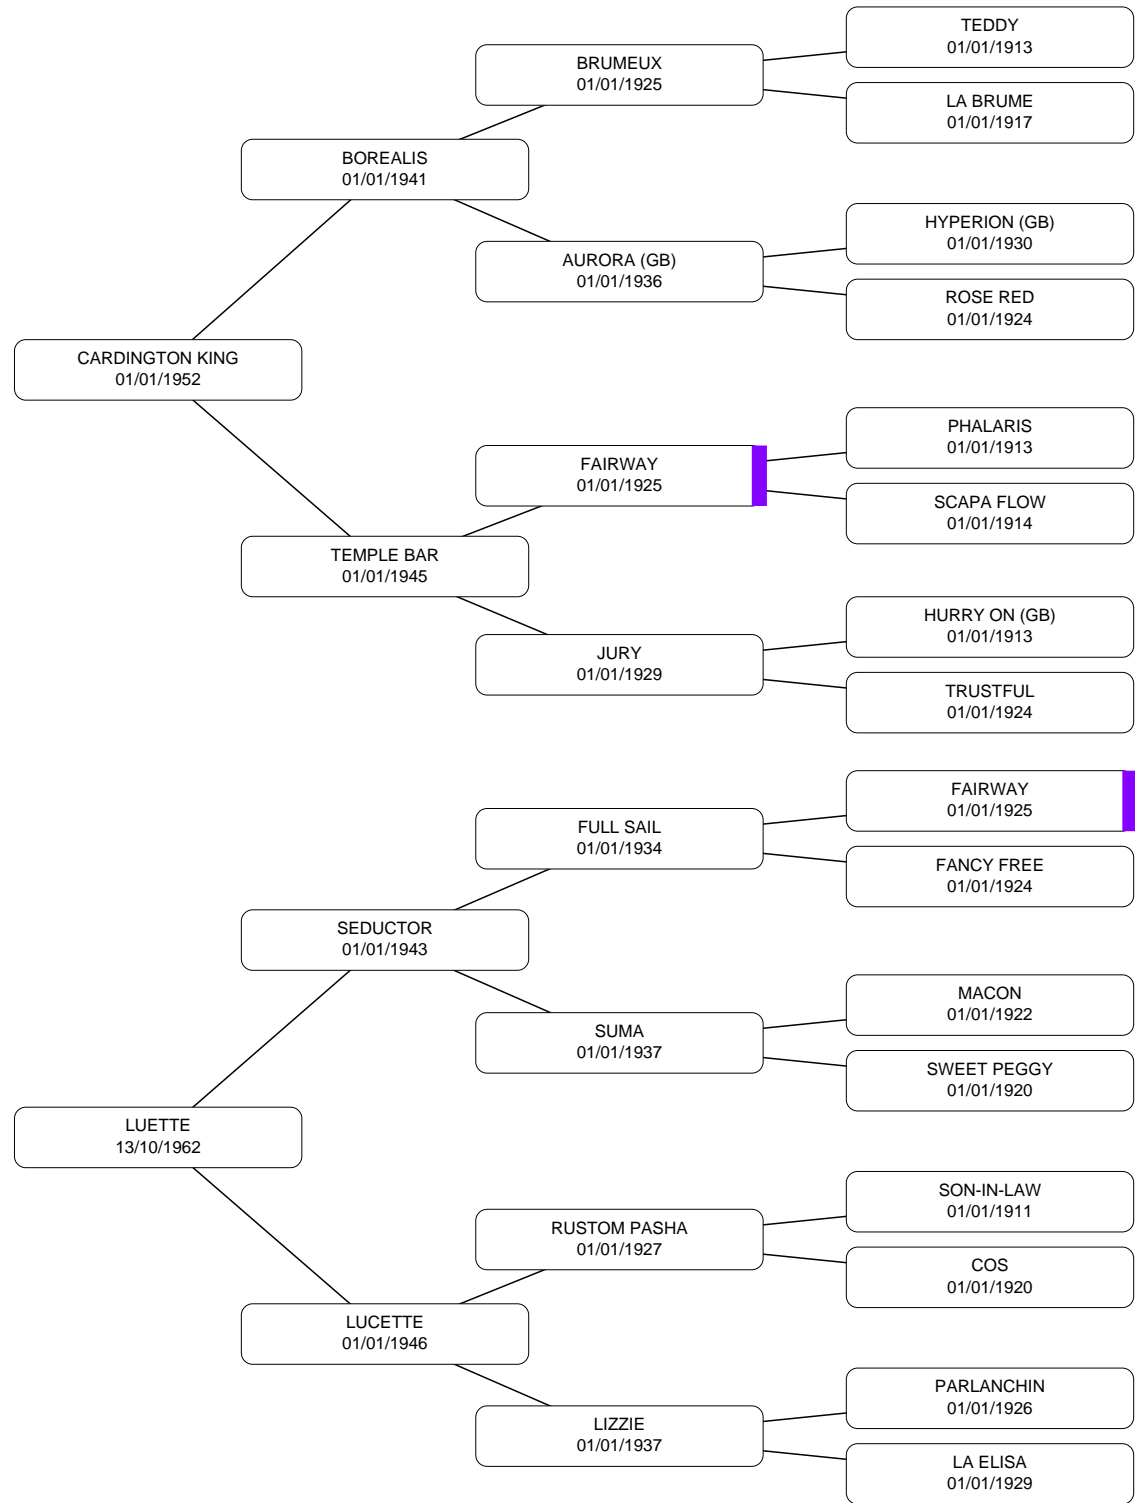 TEDDY
01/01/1913
BRUMEUX
01/01/1925
LA BRUME
01/01/1917
BOREALIS
01/01/1941
HYPERION (GB)
01/01/1930
AURORA (GB)
01/01/1936
ROSE RED
01/01/1924
CARDINGTON KING
01/01/1952
PHALARIS
01/01/1913
FAIRWAY
01/01/1925
SCAPA FLOW
01/01/1914
TEMPLE BAR
01/01/1945
HURRY ON (GB)
01/01/1913
JURY
01/01/1929
TRUSTFUL
01/01/1924
FAIRWAY
01/01/1925
FULL SAIL
01/01/1934
FANCY FREE
01/01/1924
SEDUCTOR
01/01/1943
MACON
01/01/1922
SUMA
01/01/1937
SWEET PEGGY
01/01/1920
LUETTE
13/10/1962
SON-IN-LAW
01/01/1911
RUSTOM PASHA
01/01/1927
COS
01/01/1920
LUCETTE
01/01/1946
PARLANCHIN
01/01/1926
LIZZIE
01/01/1937
LA ELISA
01/01/1929